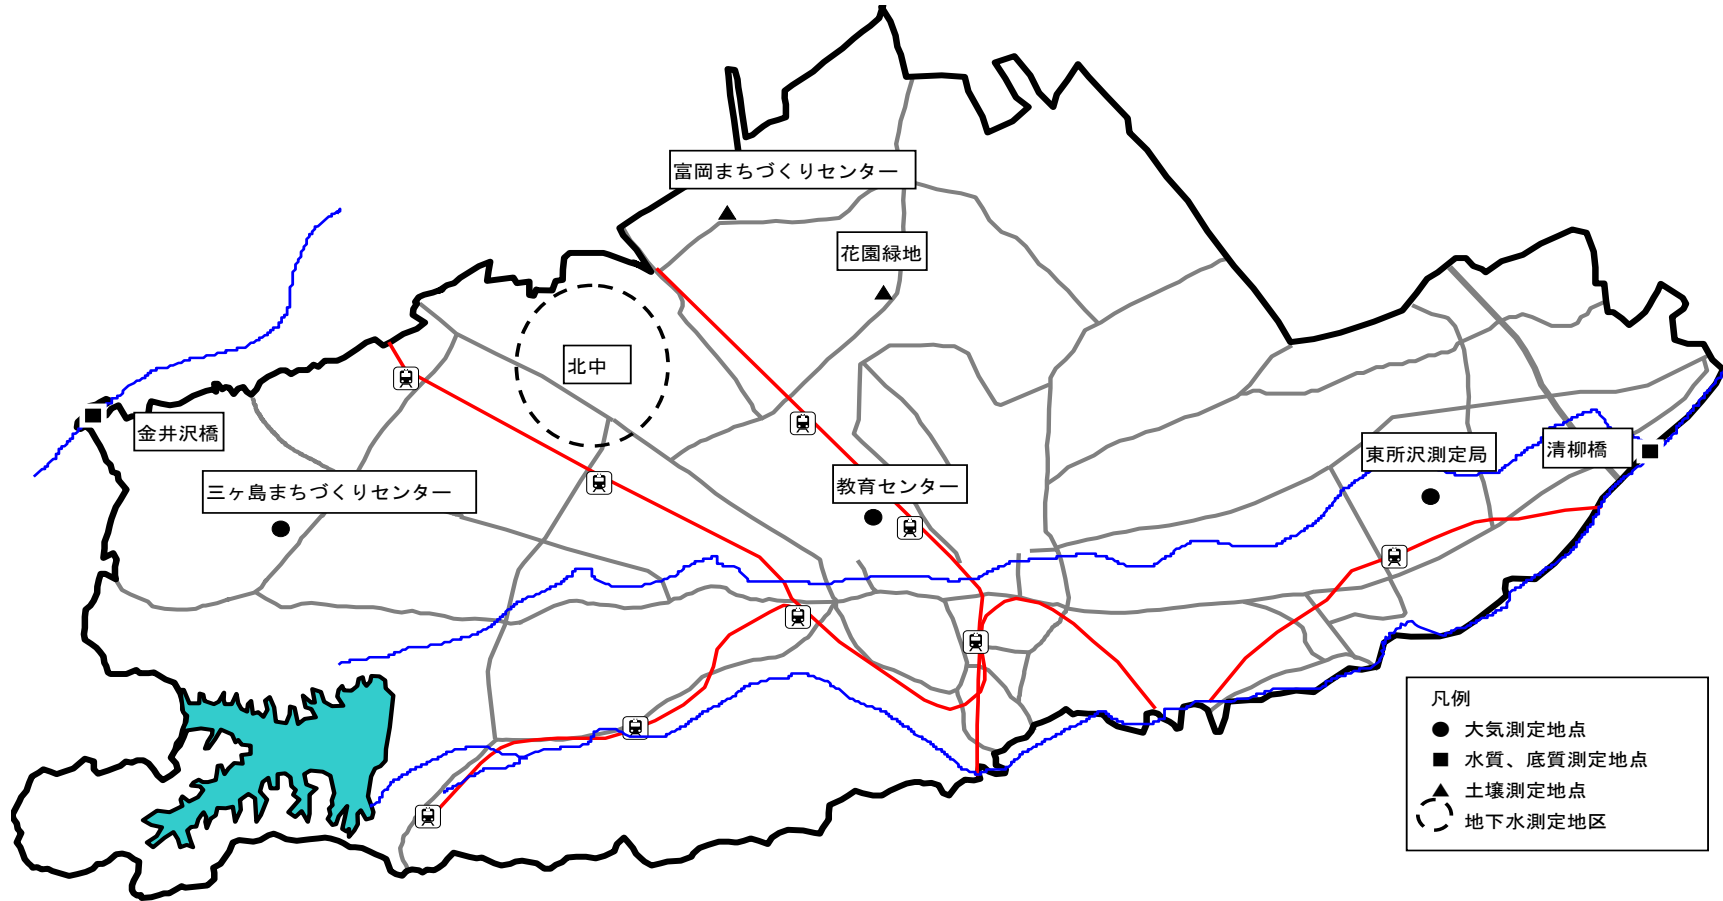 富岡まちづくりセンター
花園緑地
北中
金井沢橋
三ヶ島まちづくりセンター
教育センター
東所沢測定局
清柳橋
凡例
大気測定地点
水質、底質測定地点
土壌測定地点
地下水測定地区